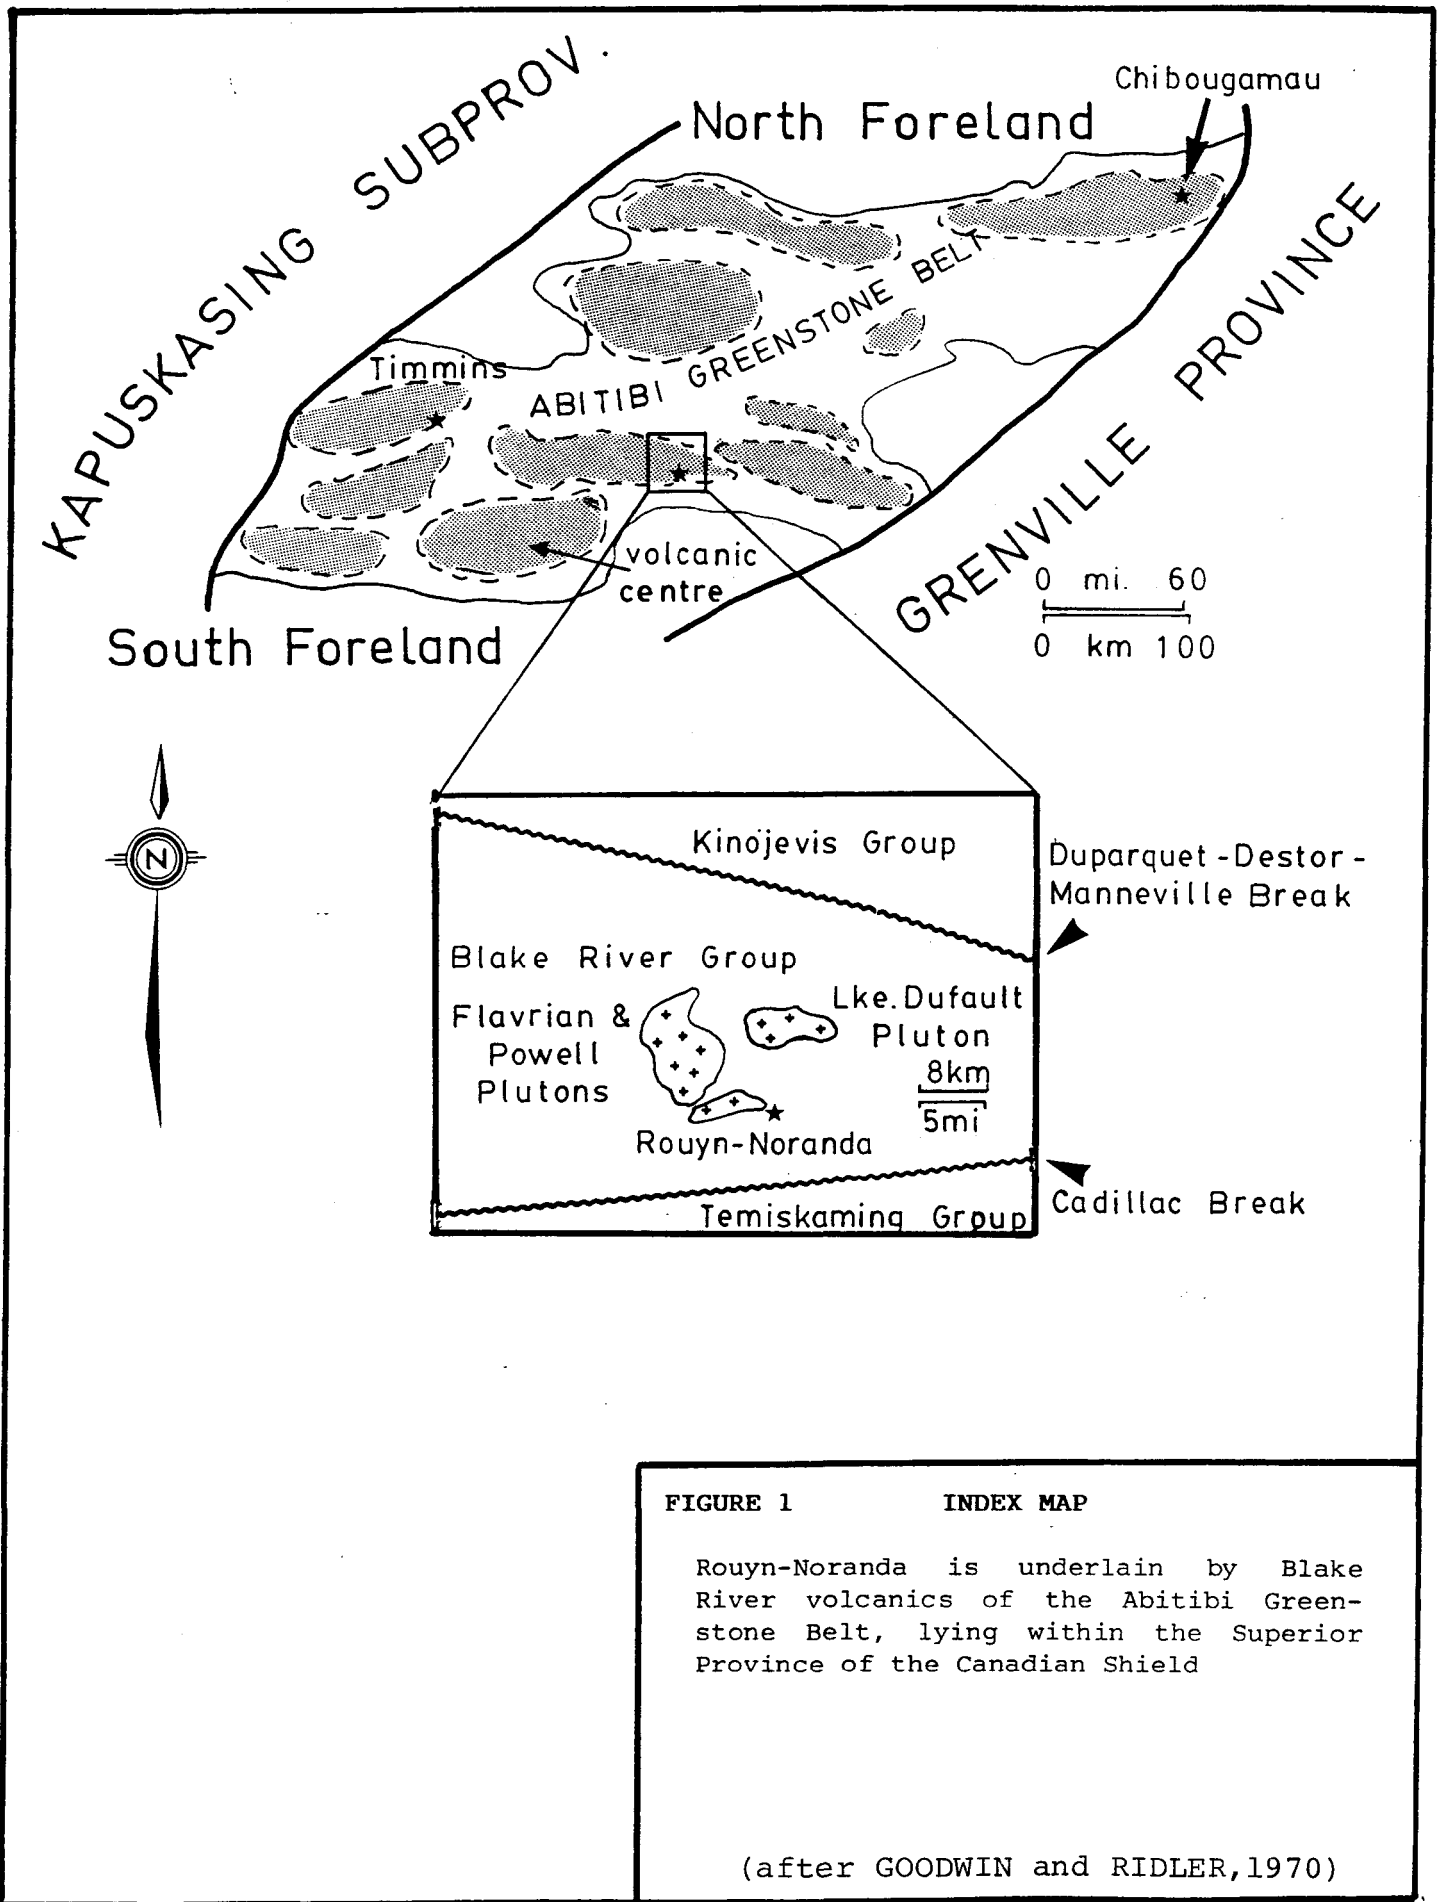 KAPUSKASING SUBPROV.
North Foreland
Chibougamau
ABITIBI GREENSTONE BELT
Timmins
GRENVILLE PROVINCE
volcanic
centre
0 mi. 60
0 km 100
South Foreland
N
Kinojevis Group
Duparquet-Destor-
Manneville Break
Blake River Group
Flavrian &
Powell
Plutons
Lke. Dufault
Pluton
8km
5mi
Rouyn-Noranda
Cadillac Break
Temiskaming Group
FIGURE 1 INDEX MAP
Rouyn-Noranda is underlain by Blake
River volcanics of the Abitibi Green-
stone Belt, lying within the Superior
Province of the Canadian Shield
(after GOODWIN and RIDLER,1970)